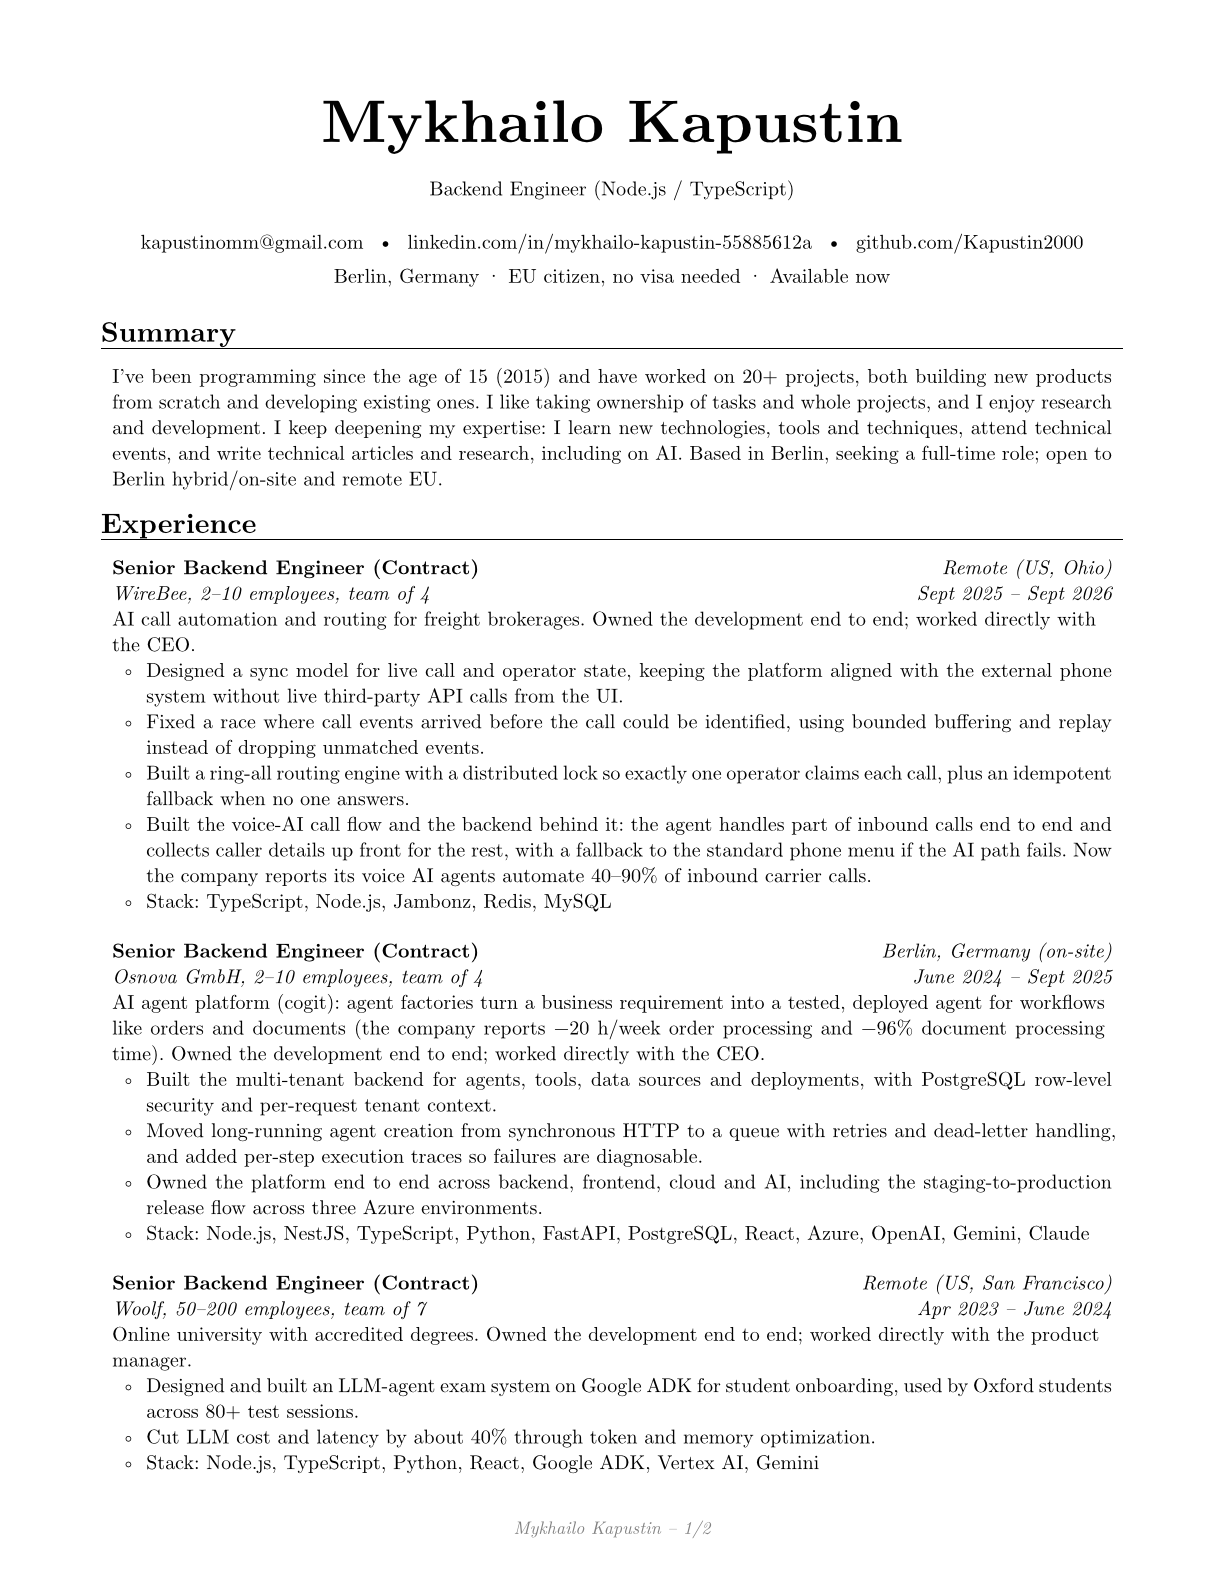 Mykhailo Kapustin
Backend Engineer (Node.js / TypeScript)
kapustinomm@gmail.com • linkedin.com/in/mykhailo-kapustin-55885612a • github.com/Kapustin2000
Berlin, Germany · EU citizen, no visa needed · Available now
Summary
I've been programming since the age of 15 (2015) and have worked on 20+ projects, both building new products
from scratch and developing existing ones. I like taking ownership of tasks and whole projects, and I enjoy research
and development. I keep deepening my expertise: I learn new technologies, tools and techniques, attend technical
events, and write technical articles and research, including on AI. Based in Berlin, seeking a full-time role; open to
Berlin hybrid/on-site and remote EU.
Experience
Senior Backend Engineer (Contract) Remote (US, Ohio)
WireBee, 2–10 employees, team of 4 Sept 2025 – Sept 2026
AI call automation and routing for freight brokerages. Owned the development end to end; worked directly with
the CEO.
◦ Designed a sync model for live call and operator state, keeping the platform aligned with the external phone
system without live third-party API calls from the UI.
◦ Fixed a race where call events arrived before the call could be identified, using bounded buffering and replay
instead of dropping unmatched events.
◦ Built a ring-all routing engine with a distributed lock so exactly one operator claims each call, plus an idempotent
fallback when no one answers.
◦ Built the voice-AI call flow and the backend behind it: the agent handles part of inbound calls end to end and
collects caller details up front for the rest, with a fallback to the standard phone menu if the AI path fails. Now
the company reports its voice AI agents automate 40–90% of inbound carrier calls.
◦ Stack: TypeScript, Node.js, Jambonz, Redis, MySQL
Senior Backend Engineer (Contract) Berlin, Germany (on-site)
Osnova GmbH, 2–10 employees, team of 4 June 2024 – Sept 2025
AI agent platform (cogit): agent factories turn a business requirement into a tested, deployed agent for workflows
like orders and documents (the company reports −20 h/week order processing and −96% document processing
time). Owned the development end to end; worked directly with the CEO.
◦ Built the multi-tenant backend for agents, tools, data sources and deployments, with PostgreSQL row-level
security and per-request tenant context.
◦ Moved long-running agent creation from synchronous HTTP to a queue with retries and dead-letter handling,
and added per-step execution traces so failures are diagnosable.
◦ Owned the platform end to end across backend, frontend, cloud and AI, including the staging-to-production
release flow across three Azure environments.
◦ Stack: Node.js, NestJS, TypeScript, Python, FastAPI, PostgreSQL, React, Azure, OpenAI, Gemini, Claude
Senior Backend Engineer (Contract) Remote (US, San Francisco)
Woolf, 50–200 employees, team of 7 Apr 2023 – June 2024
Online university with accredited degrees. Owned the development end to end; worked directly with the product
manager.
◦ Designed and built an LLM-agent exam system on Google ADK for student onboarding, used by Oxford students
across 80+ test sessions.
◦ Cut LLM cost and latency by about 40% through token and memory optimization.
◦ Stack: Node.js, TypeScript, Python, React, Google ADK, Vertex AI, Gemini
Mykhailo Kapustin – 1/2